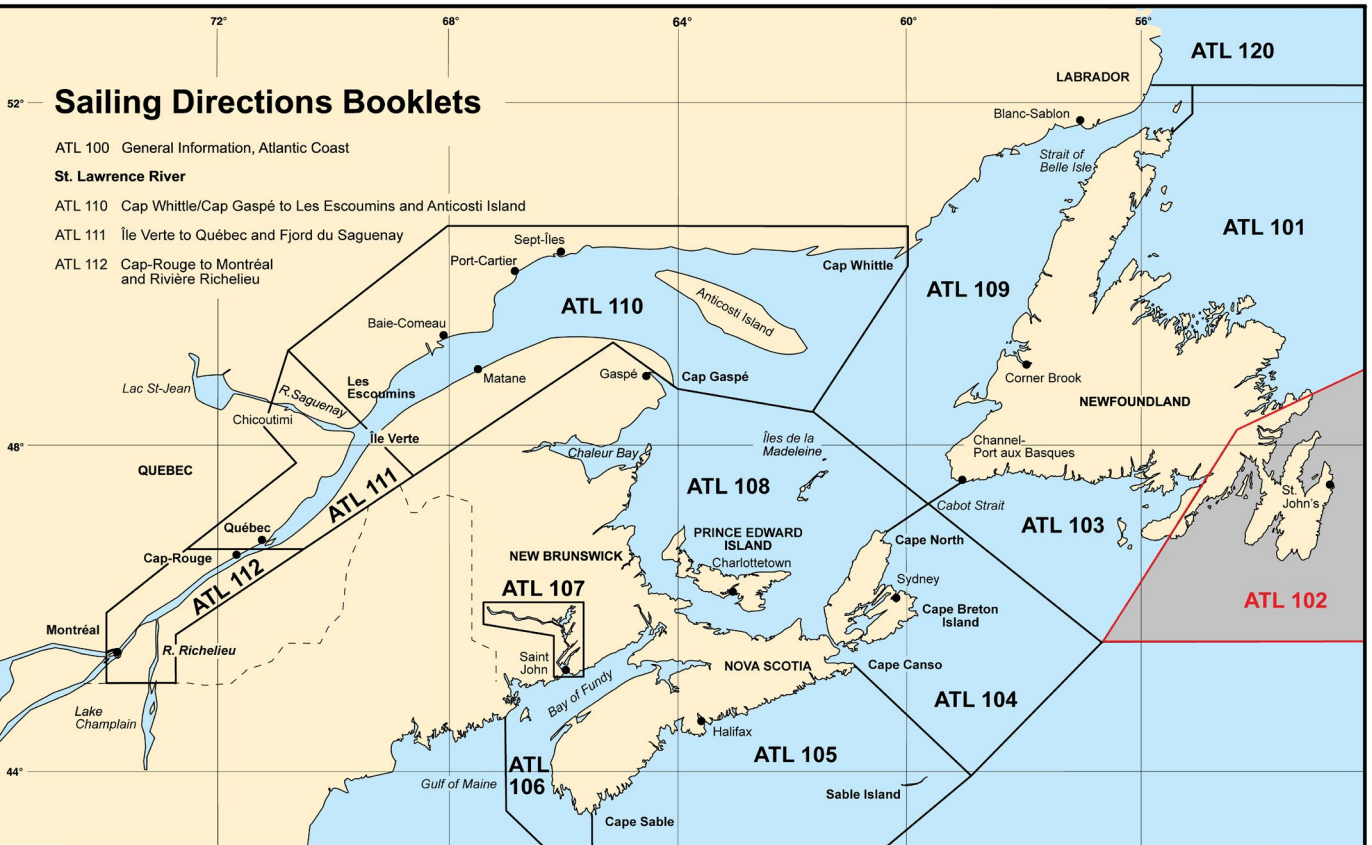 72°
68°
64°
60°
56°
ATL 120
LABRADOR
52°
Sailing Directions Booklets
Blanc-Sablon
ATL 100 General Information, Atlantic Coast
Strait of
Belle Isle
St. Lawrence River
ATL 110 Cap Whittle/Cap Gaspé to Les Escoumins and Anticosti Island
ATL 111 Île Verte to Québec and Fjord du Saguenay
ATL 112 Cap-Rouge to Montréal
and Rivière Richelieu
ATL 101
Sept-Îles
Port-Cartier
Cap Whittle
ATL 109
ATL 110
Anticosti Island
Baie-Comeau
Matane
Gaspé
Cap Gaspé
Corner Brook
Lac St-Jean
R.Saguenay
Les
Escoumins
NEWFOUNDLAND
Chicoutimi
Île Verte
48°
Chaleur Bay
Îles de la
Madeleine
Channel-
Port aux Basques
QUEBEC
ATL 111
ATL 108
St.
John's
Cabot Strait
ATL 103
Québec
Cap-Rouge
PRINCE EDWARD
ISLAND
Charlottetown
Cape North
NEW BRUNSWICK
ATL 112
ATL 107
Sydney
ATL 102
Cape Breton
Island
Montréal
R. Richelieu
Saint
John
NOVA SCOTIA
Cape Canso
Bay of Fundy
ATL 104
Lake
Champlain
Halifax
ATL 105
44°
ATL
106
Gulf of Maine
Sable Island
Cape Sable